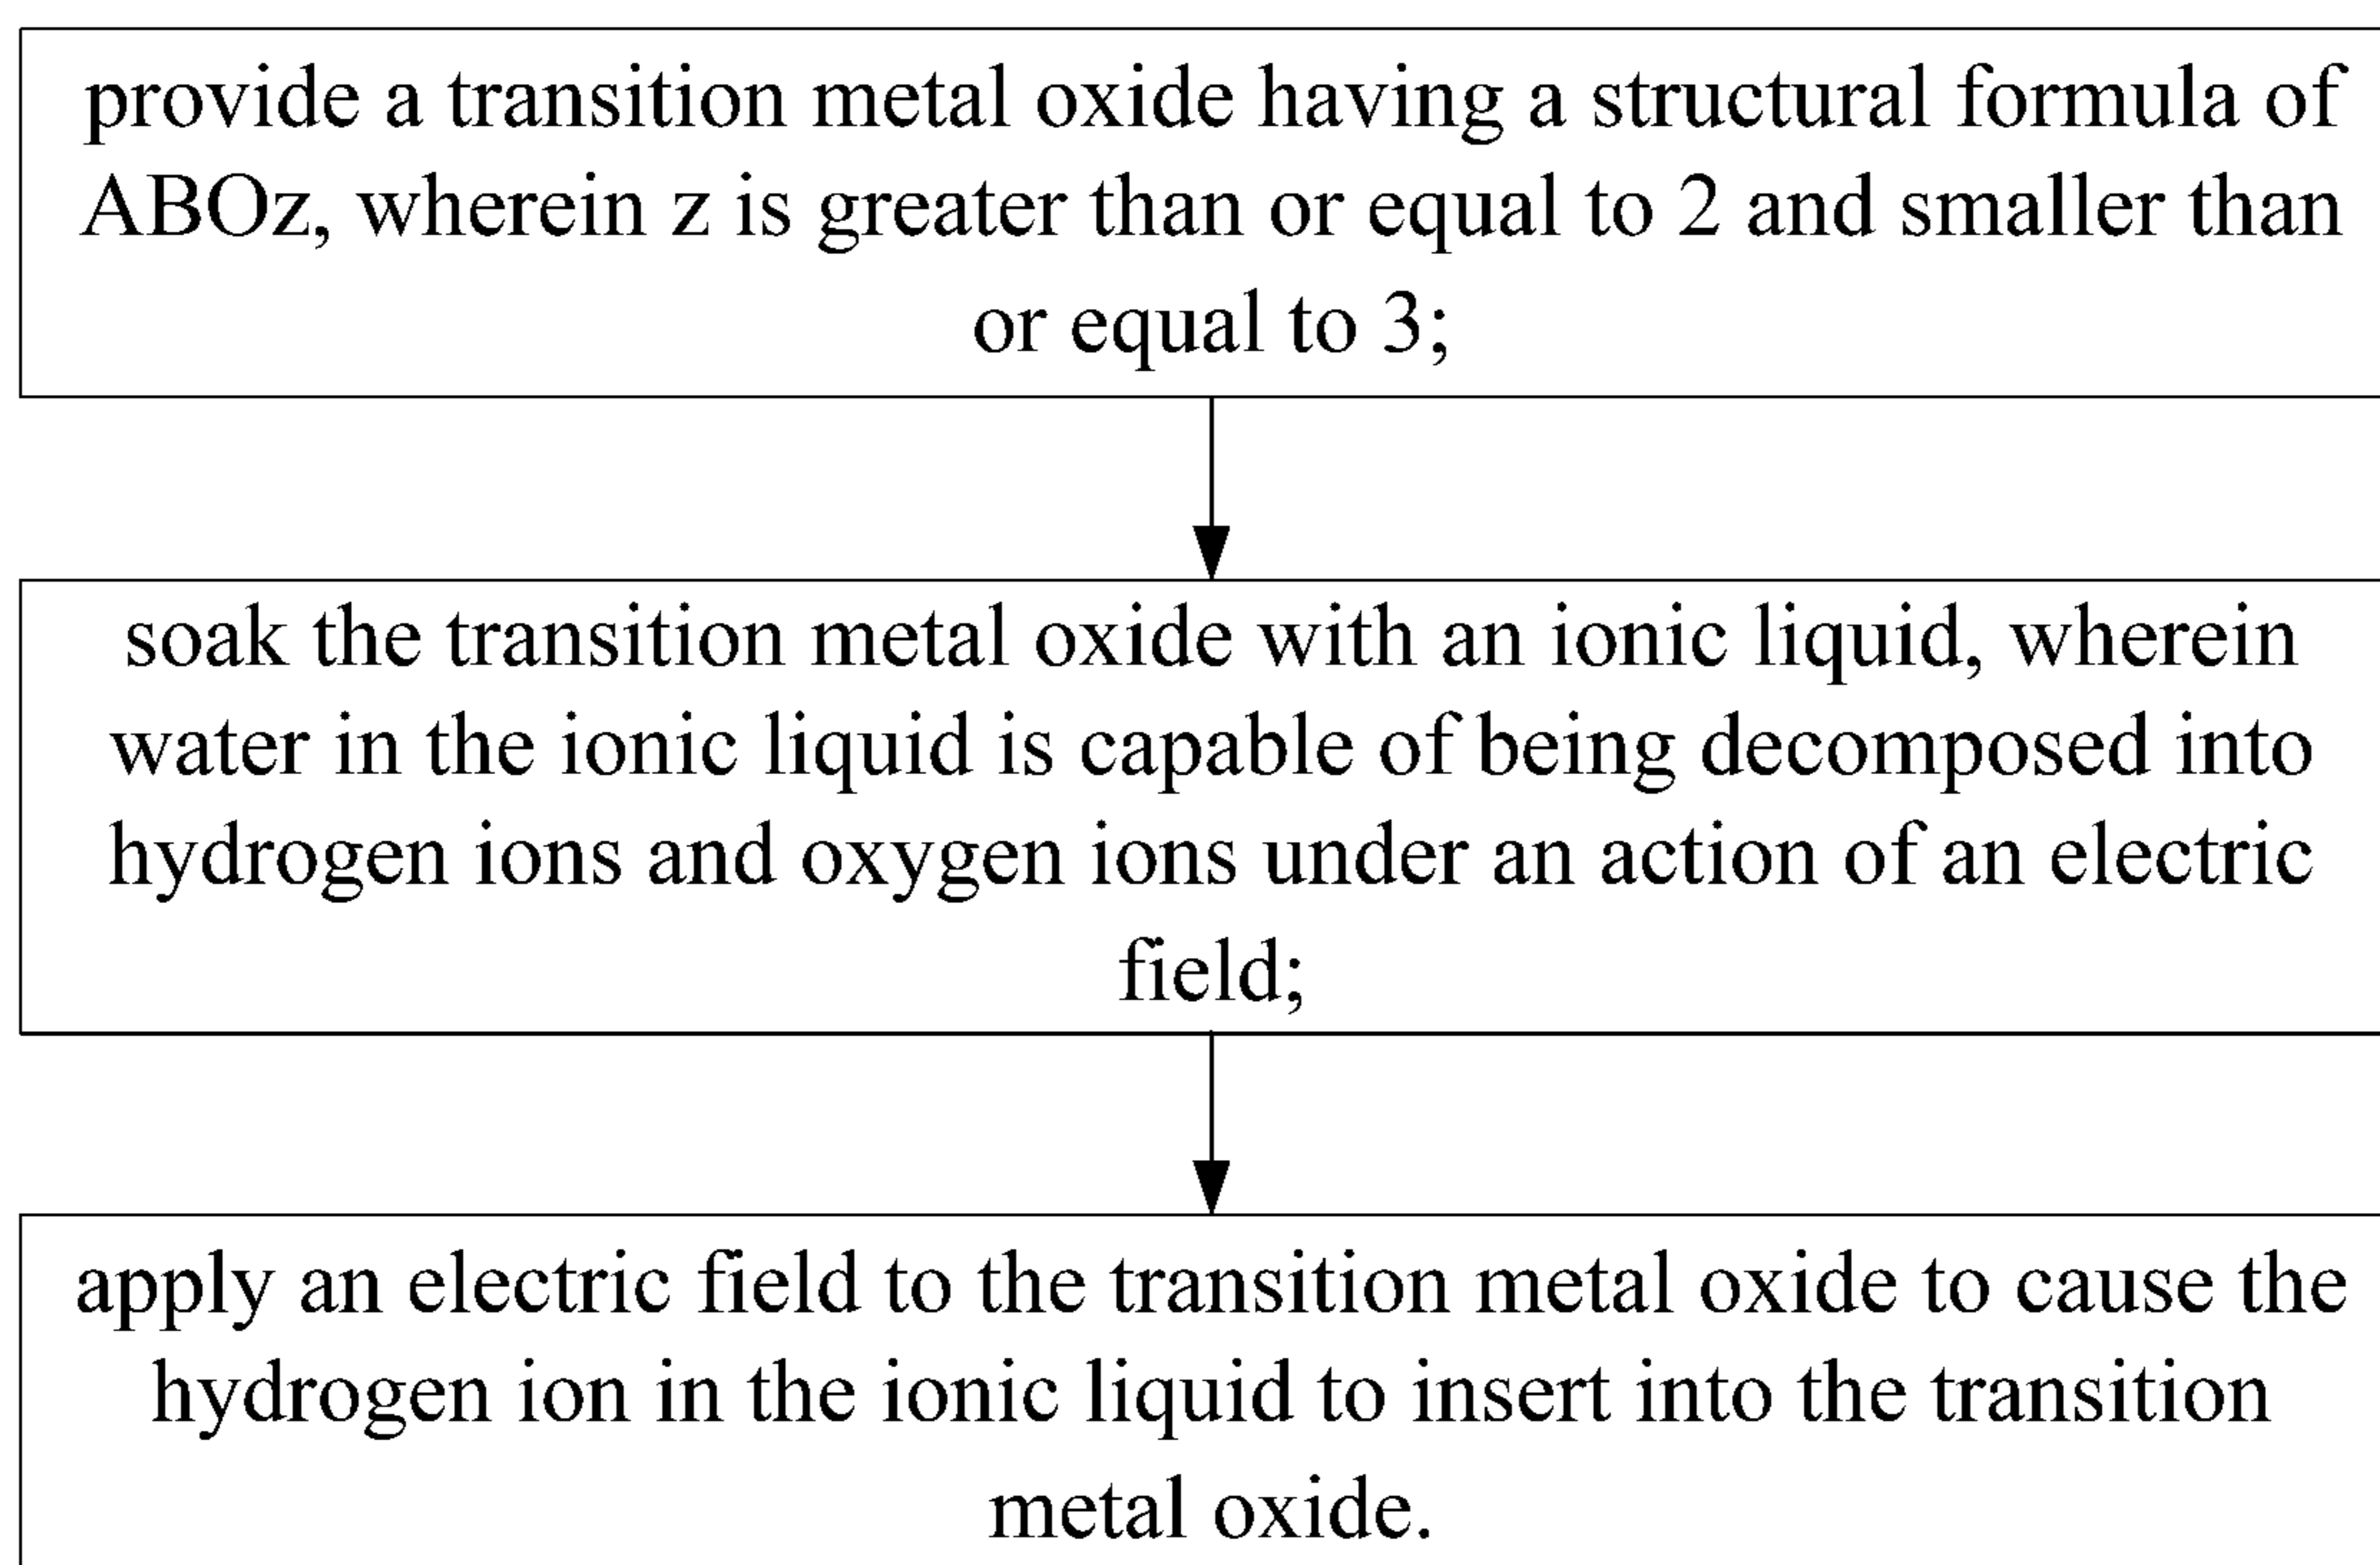 provide a transition metal oxide having a structural formula of
ABOz, wherein z is greater than or equal to 2 and smaller than
or equal to 3;
soak the transition metal oxide with an ionic liquid, wherein
water in the ionic liquid is capable of being decomposed into
hydrogen ions and oxygen ions under an action of an electric
field;
apply an electric field to the transition metal oxide to cause the
hydrogen ion in the ionic liquid to insert into the transition
metal oxide.